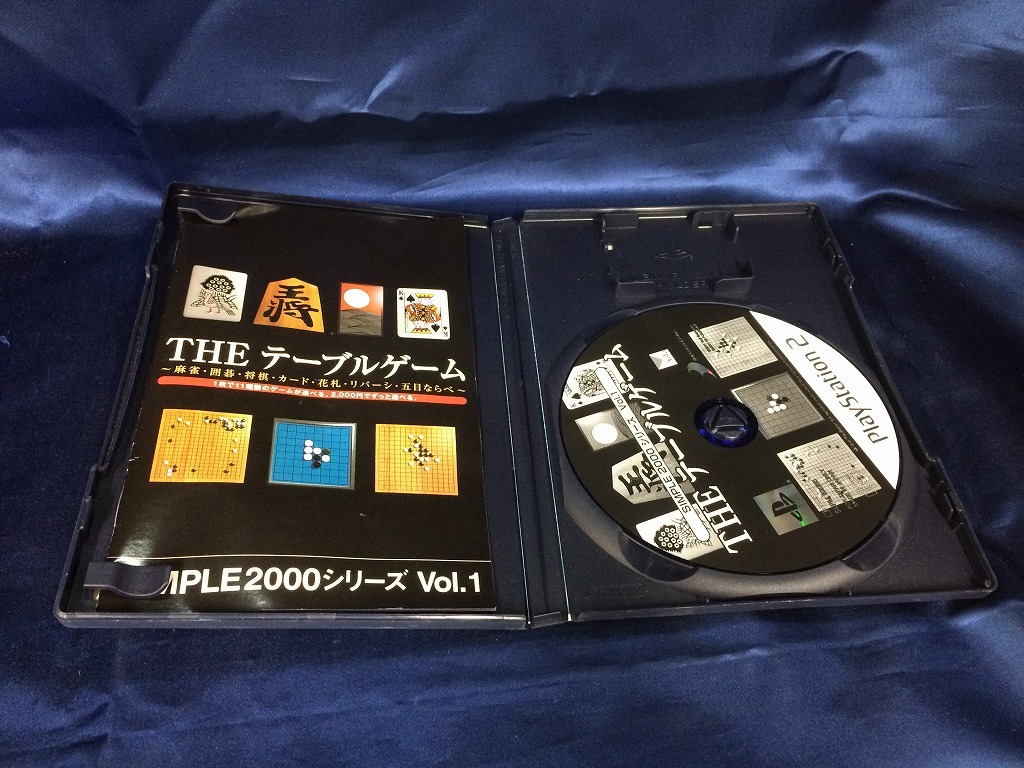 王将
K
K
THE テーブルゲーム
～麻雀・囲碁・将棋・カード・花札・リバーシ・五目ならべ～
1枚で11種類のゲームが遊べる。2,000円でずっと遊べる。
MPLE2000シリーズ Vol.1
PlayStation 2
SIMPLE 2000シリーズ Vol.1
THE テーブルゲーム
王将